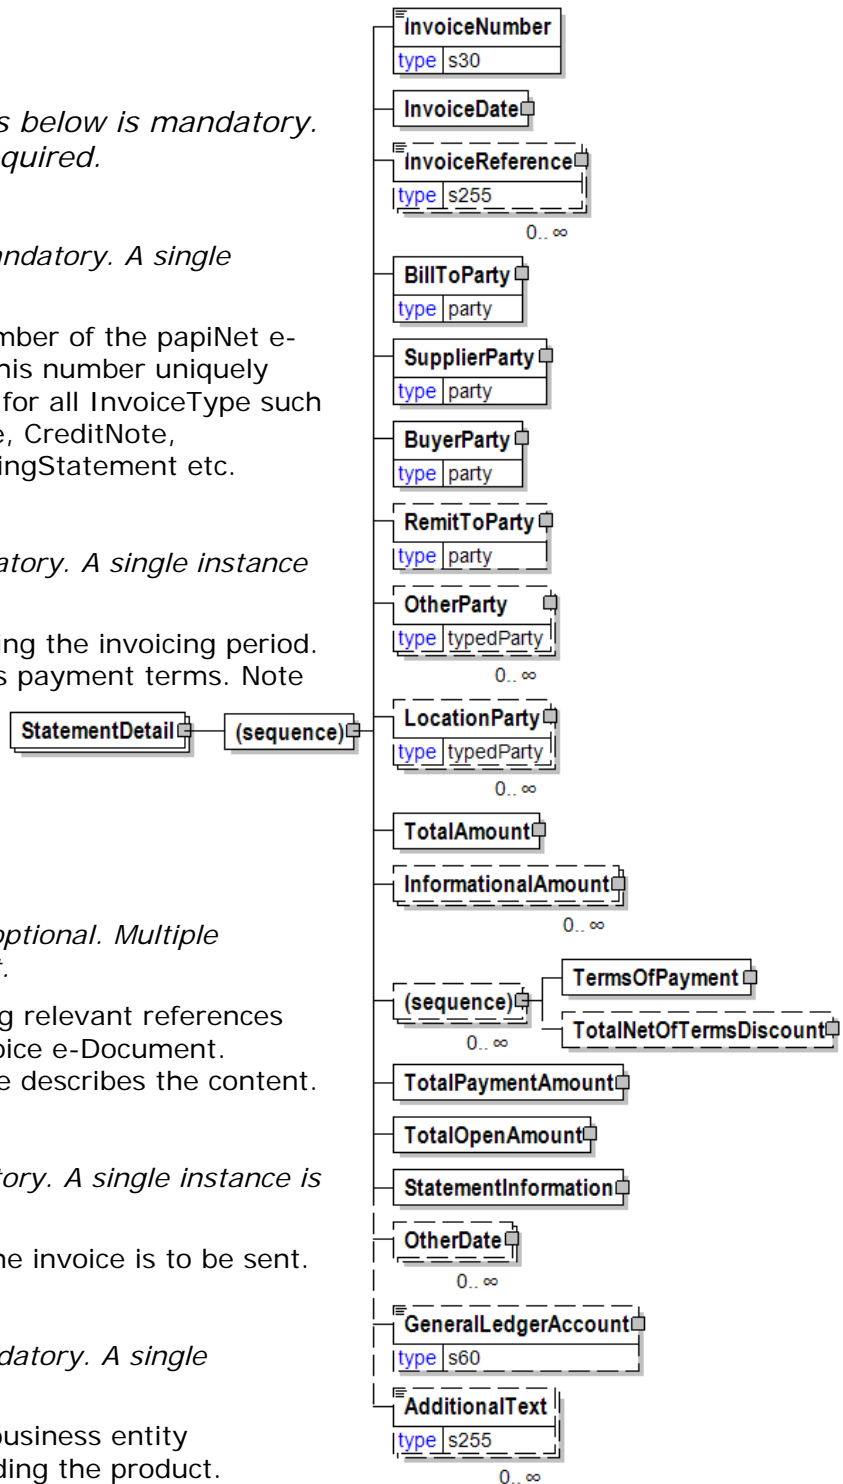 s below is mandatory.
quired.
andatory. A single
mber of the papiNet e-
his number uniquely
for all InvoiceType such
e, CreditNote,
ingStatement etc.
atory. A single instance
ing the invoicing period.
s payment terms. Note
optional. Multiple
t.
g relevant references
oice e-Document.
e describes the content.
tory. A single instance is
he invoice is to be sent.
datory. A single
business entity
ding the product.
StatementDetail
(sequence)
InvoiceNumber
type s30
InvoiceDate
InvoiceReference
type s255
0.. ∞
BillToParty
type party
SupplierParty
type party
BuyerParty
type party
RemitToParty
type party
OtherParty
type typedParty
0.. ∞
LocationParty
type typedParty
0.. ∞
TotalAmount
InformationalAmount
0.. ∞
(sequence)
0.. ∞
TermsOfPayment
TotalNetOfTermsDiscount
TotalPaymentAmount
TotalOpenAmount
StatementInformation
OtherDate
0.. ∞
GeneralLedgerAccount
type s60
AdditionalText
type s255
0.. ∞